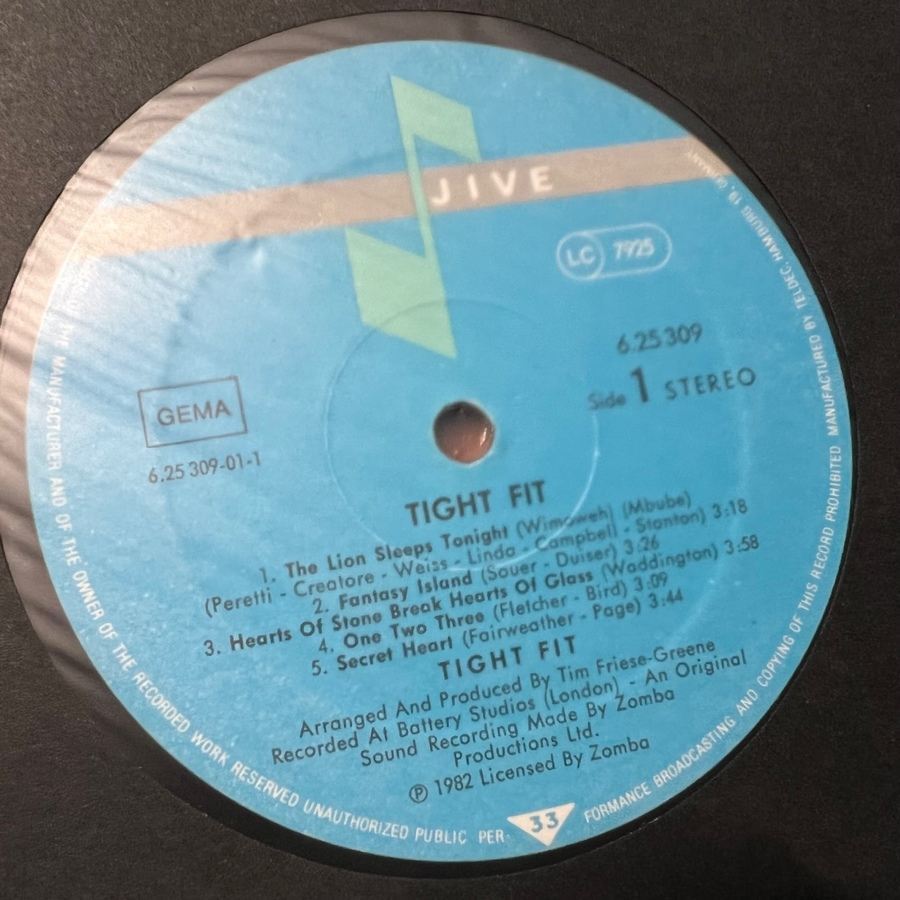 JIVE
LC 7925
6.25 309
Side 1 STEREO
GEMA
6.25 309-01-1
TIGHT FIT
1. The Lion Sleeps Tonight (Wimoweh) (Mbube)
(Peretti - Creatore - Weiss - Linda - Campbell - Stanton) 3:18
2. Fantasy Island (Souer - Duiser) 3:26
3. Hearts Of Stone Break Hearts Of Glass (Waddington) 3:58
4. One Two Three (Fletcher - Bird) 3:09
5. Secret Heart (Fairweather - Page) 3:44
TIGHT FIT
Arranged And Produced By Tim Friese-Greene
Recorded At Battery Studios (London) - An Original
Sound Recording Made By Zomba
Productions Ltd.
℗ 1982 Licensed By Zomba
THE MANUFACTURER AND OF THE OWNER OF THE RECORDED WORK RESERVED UNAUTHORIZED PUBLIC PER-
33
FORMANCE BROADCASTING AND COPYING OF THIS RECORD PROHIBITED MANUFACTURED BY TELDEC, HAMBURG 19, GERMANY